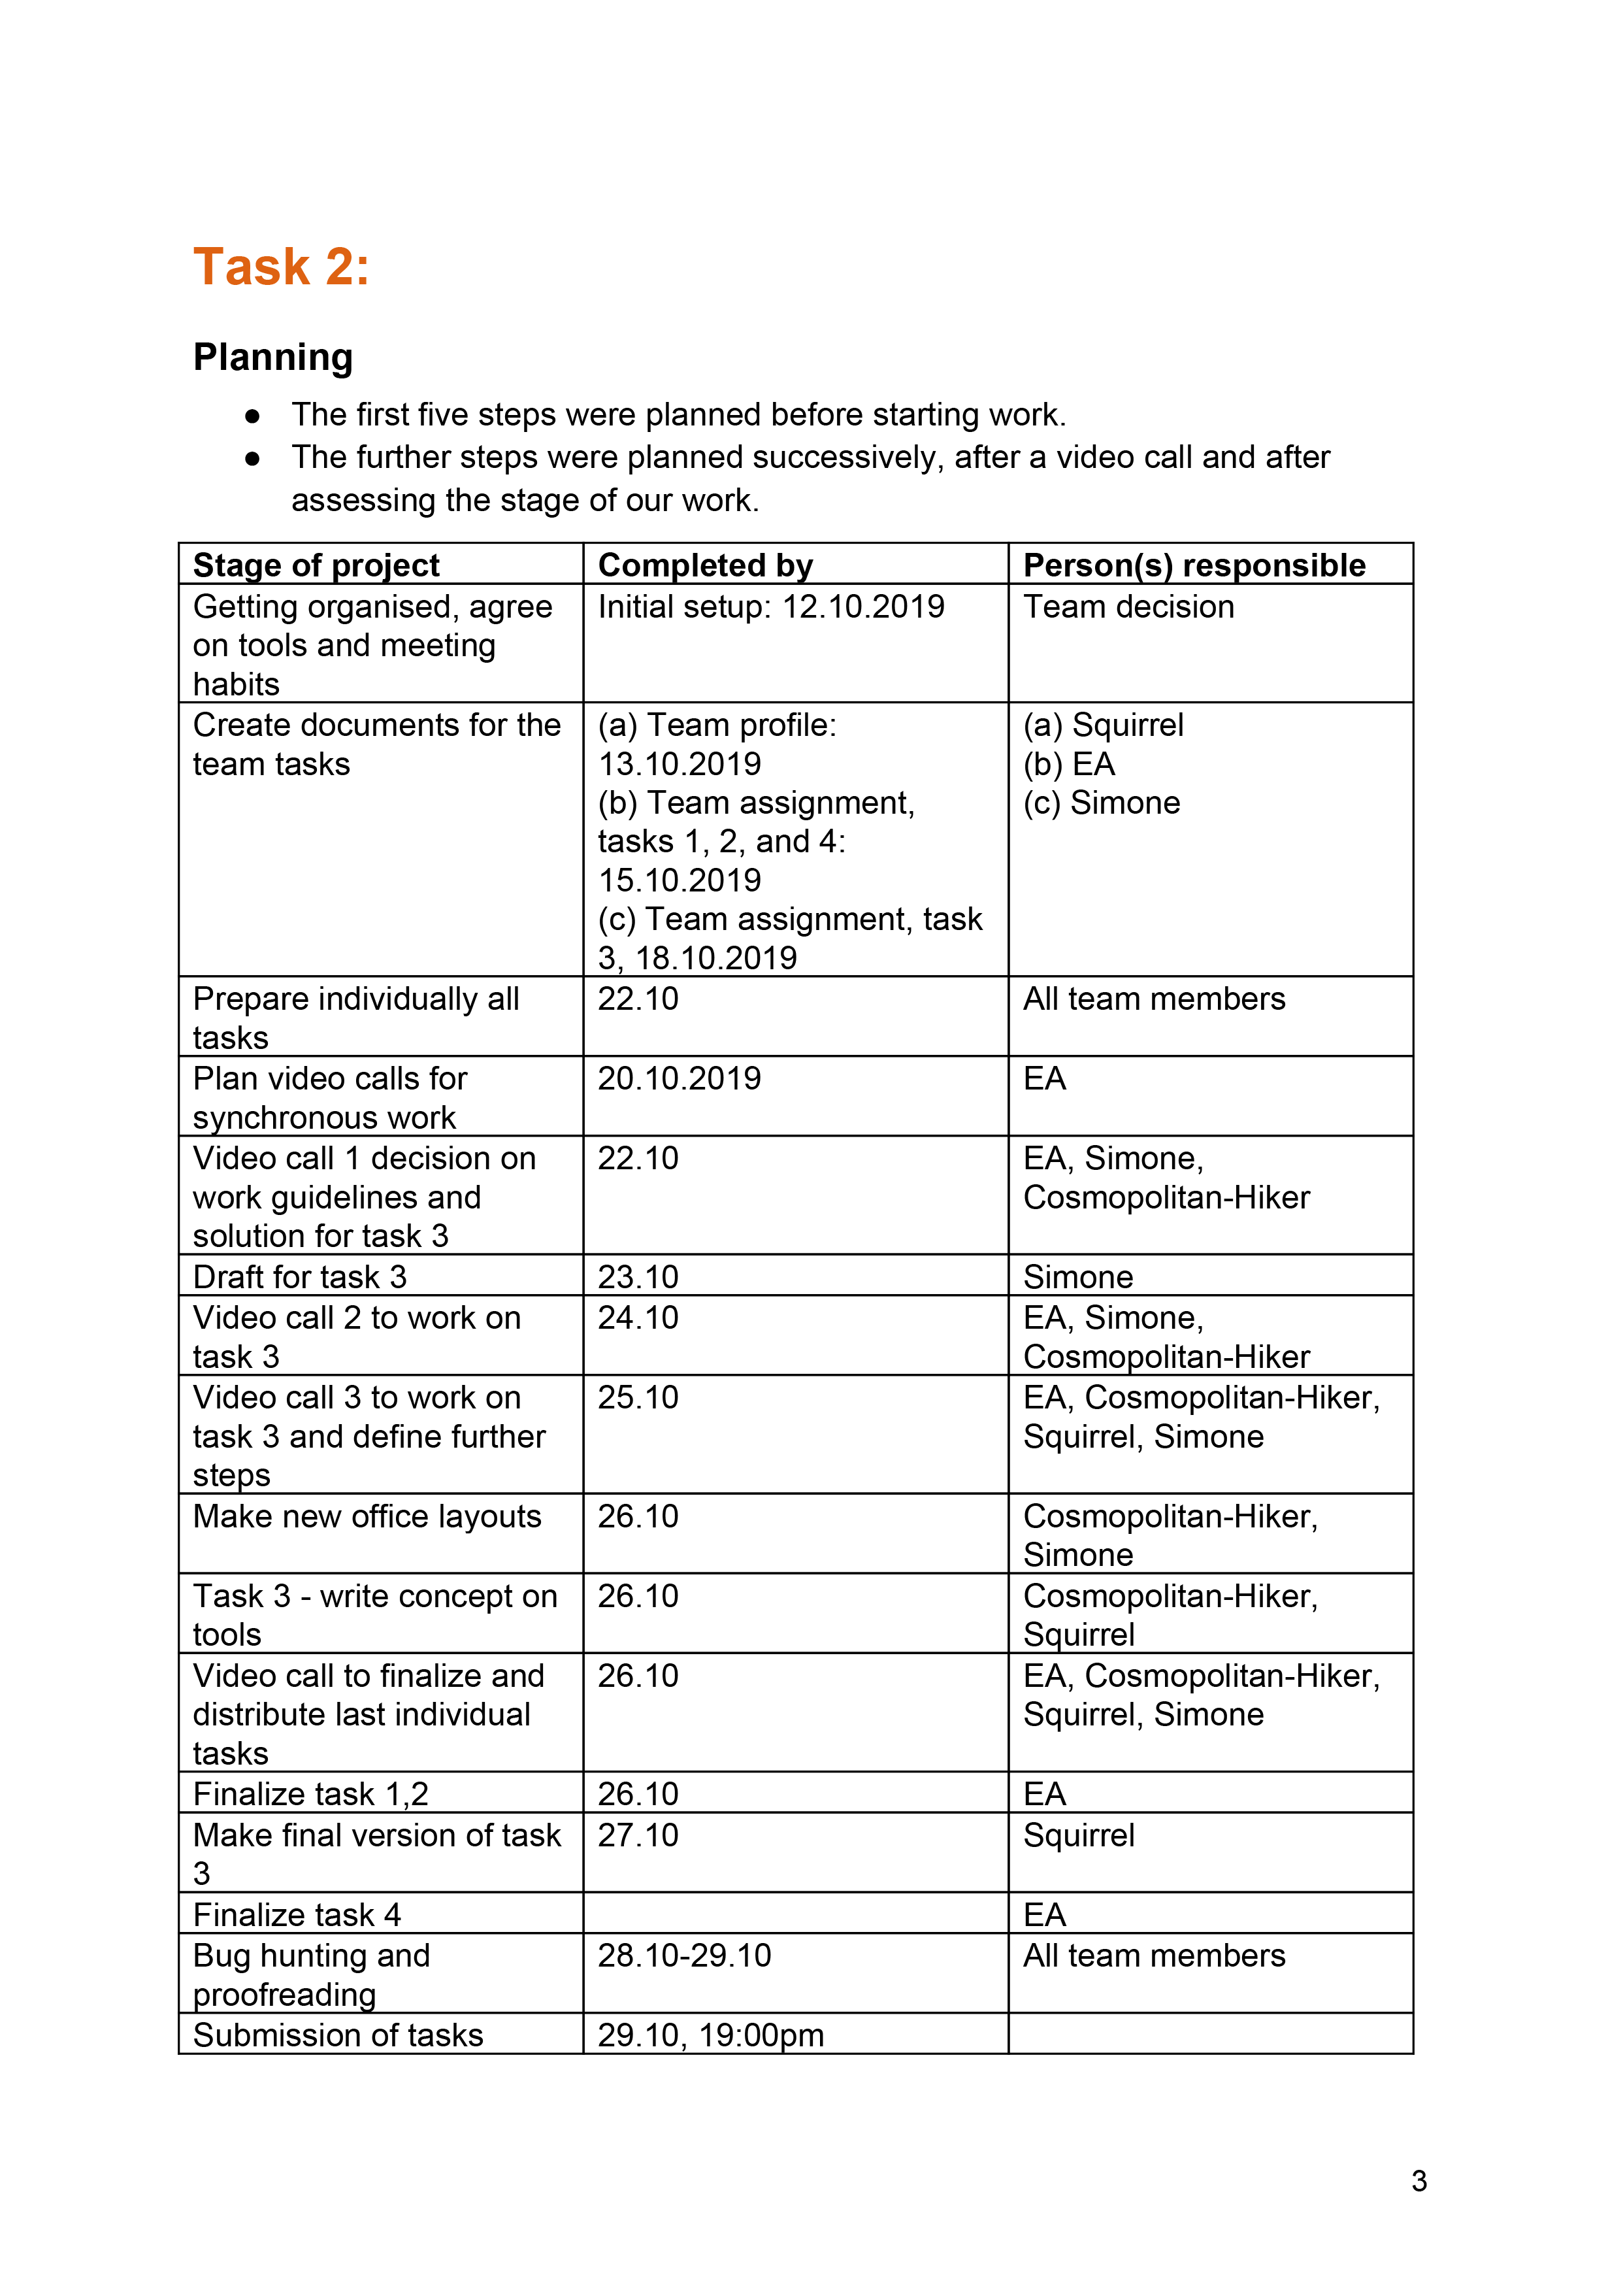 Task 2:
Planning
● The first five steps were planned before starting work.
● The further steps were planned successively, after a video call and after
assessing the stage of our work.
Stage of project Completed by Person(s) responsible
Getting organised, agree
on tools and meeting
habits
Initial setup: 12.10.2019
Team decision
Create documents for the
team tasks
(a) Team profile:
13.10.2019
(b) Team assignment,
tasks 1, 2, and 4:
15.10.2019
(c) Team assignment, task
3, 18.10.2019
(a) Squirrel
(b) EA
(c) Simone
Prepare individually all
tasks
22.10
All team members
Plan video calls for
synchronous work
20.10.2019
EA
Video call 1 decision on
work guidelines and
solution for task 3
22.10
EA, Simone,
Cosmopolitan-Hiker
Draft for task 3 23.10 Simone
Video call 2 to work on
task 3
24.10
EA, Simone,
Cosmopolitan-Hiker
Video call 3 to work on
task 3 and define further
steps
25.10
EA, Cosmopolitan-Hiker,
Squirrel, Simone
Make new office layouts
26.10
Cosmopolitan-Hiker,
Simone
Task 3 - write concept on
tools
26.10
Cosmopolitan-Hiker,
Squirrel
Video call to finalize and
distribute last individual
tasks
26.10
EA, Cosmopolitan-Hiker,
Squirrel, Simone
Finalize task 1,2 26.10 EA
Make final version of task
3
27.10
Squirrel
Finalize task 4 EA
Bug hunting and
proofreading
28.10-29.10
All team members
Submission of tasks 29.10, 19:00pm
3